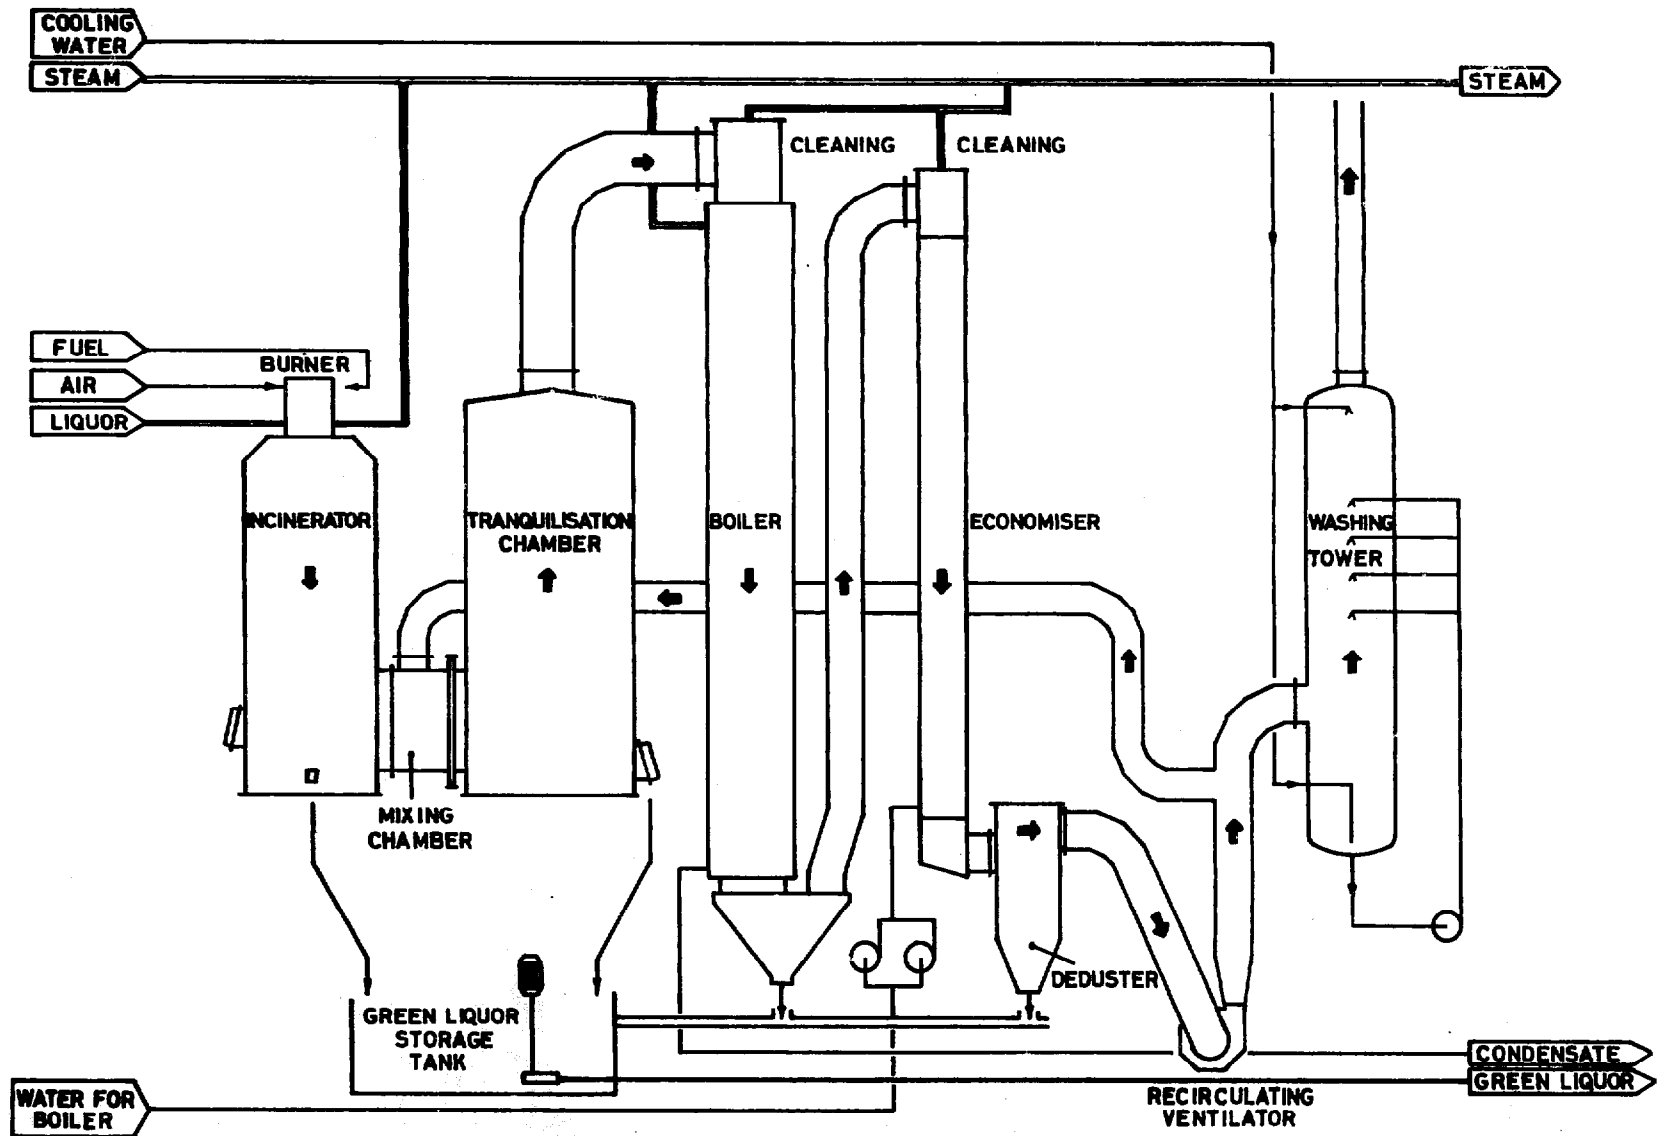 COOLING
WATER
STEAM
STEAM
CLEANING
CLEANING
FUEL
BURNER
AIR
LIQUOR
INCINERATOR
TRANQUILISATION
CHAMBER
BOILER
ECONOMISER
WASHING
TOWER
MIXING
CHAMBER
DEDUSTER
GREEN LIQUOR
STORAGE
TANK
CONDENSATE
GREEN LIQUOR
WATER FOR
BOILER
RECIRCULATING
VENTILATOR